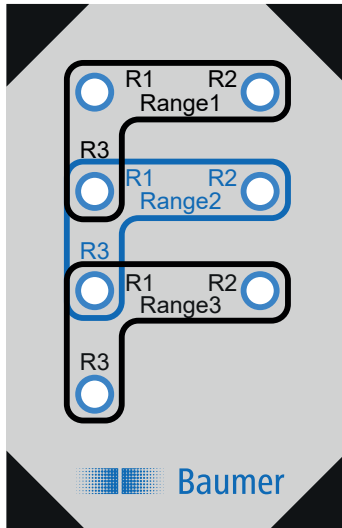 R1 R2
Range1
R3
R1 R2
Range2
R3
R1 R2
Range3
R3
Baumer